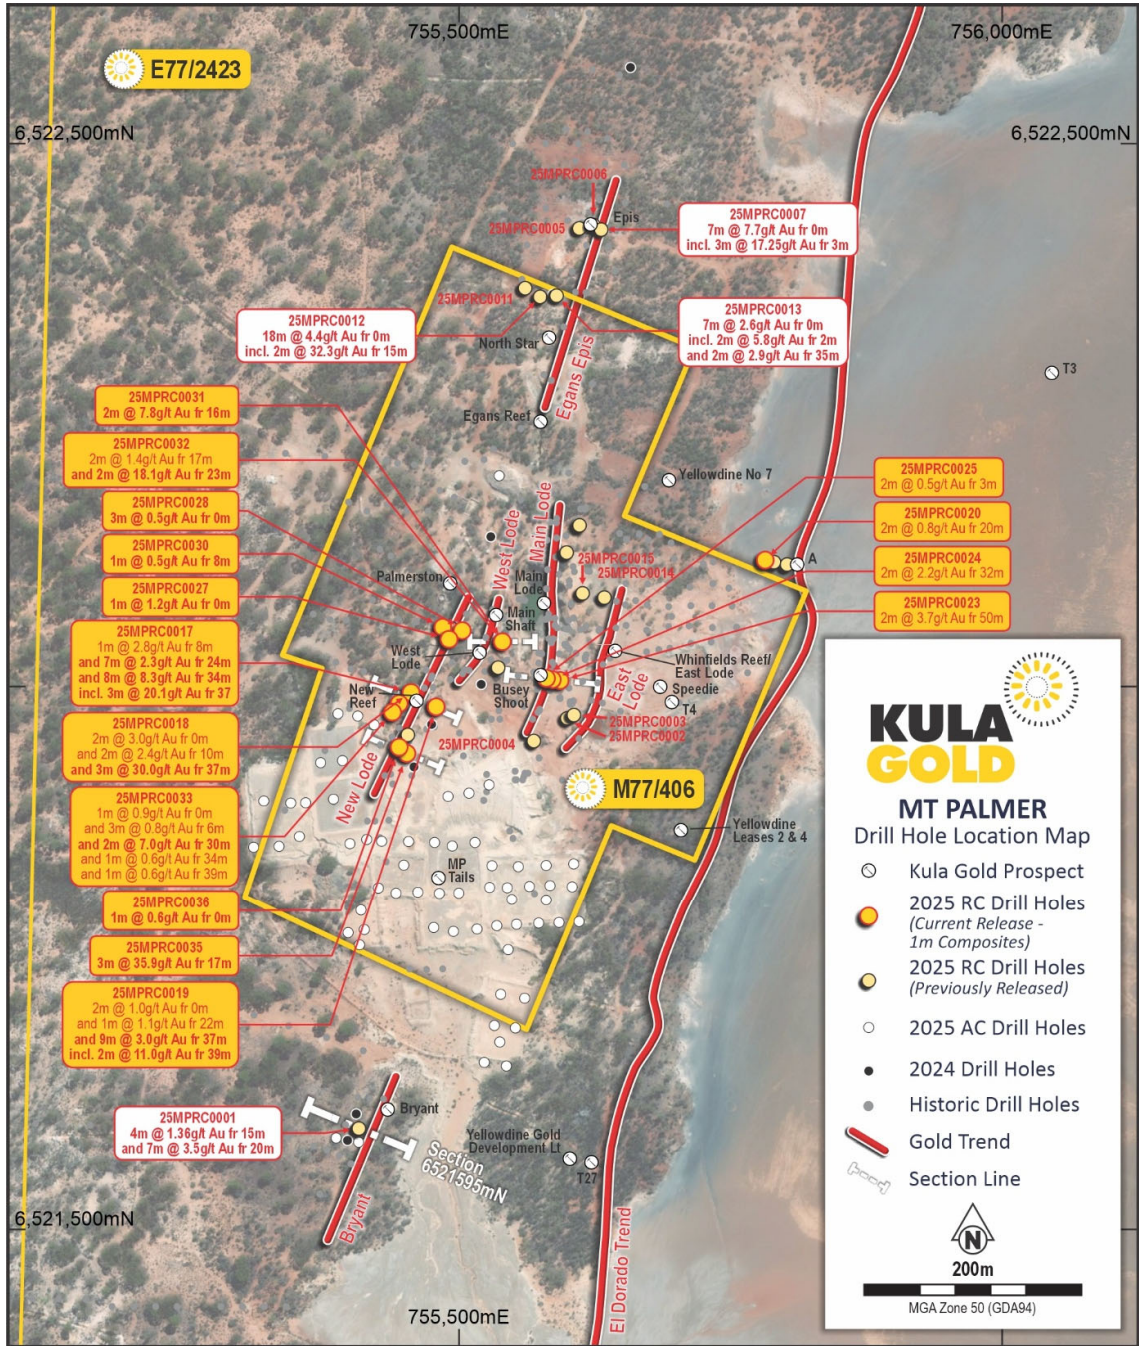 755,500mE
756,000mE
E77/2423
6,522,500mN
6,522,500mN
25MPRC0006
25MPRC0005
Epis
25MPRC0007
7m @ 7.7g/t Au fr 0m
incl. 3m @ 17.25g/t Au fr 3m
25MPRC0011
25MPRC0012
18m @ 4.4g/t Au fr 0m
incl. 2m @ 32.3g/t Au fr 15m
25MPRC0013
7m @ 2.6g/t Au fr 0m
incl. 2m @ 5.8g/t Au fr 2m
and 2m @ 2.9g/t Au fr 35m
North Star
Egans Epis
T3
Egans Reef
25MPRC0031
2m @ 7.8g/t Au fr 16m
25MPRC0032
2m @ 1.4g/t Au fr 17m
and 2m @ 18.1g/t Au fr 23m
25MPRC0028
3m @ 0.5g/t Au fr 0m
25MPRC0030
1m @ 0.5g/t Au fr 8m
25MPRC0027
1m @ 1.2g/t Au fr 0m
25MPRC0017
1m @ 2.8g/t Au fr 8m
and 7m @ 2.3g/t Au fr 24m
and 8m @ 8.3g/t Au fr 34m
incl. 3m @ 20.1g/t Au fr 37
25MPRC0018
2m @ 3.0g/t Au fr 0m
and 2m @ 2.4g/t Au fr 10m
and 3m @ 30.0g/t Au fr 37m
25MPRC0033
1m @ 0.9g/t Au fr 0m
and 3m @ 0.8g/t Au fr 6m
and 2m @ 7.0g/t Au fr 30m
and 1m @ 0.6g/t Au fr 34m
and 1m @ 0.6g/t Au fr 39m
25MPRC0036
1m @ 0.6g/t Au fr 0m
25MPRC0035
3m @ 35.9g/t Au fr 17m
25MPRC0019
2m @ 1.0g/t Au fr 0m
and 1m @ 1.1g/t Au fr 22m
and 9m @ 3.0g/t Au fr 37m
incl. 2m @ 11.0g/t Au fr 39m
Yellowdine No 7
25MPRC0025
2m @ 0.5g/t Au fr 3m
25MPRC0020
2m @ 0.8g/t Au fr 20m
25MPRC0024
2m @ 2.2g/t Au fr 32m
25MPRC0023
2m @ 3.7g/t Au fr 50m
A
West Lode
Main Lode
25MPRC0015
25MPRC0014
Palmerston
Main
Lode
Main
Shaft
West
Lode
Whinfields Reef/
East Lode
Speedie
T4
New
Reef
Busey
Shoot
East
Lode
25MPRC0003
25MPRC0002
25MPRC0004
New Lode
M77/406
Yellowdine
Leases 2 & 4
MP
Tails
Bryant
25MPRC0001
4m @ 1.36g/t Au fr 15m
and 7m @ 3.5g/t Au fr 20m
Section
6521595mN
Yellowdine Gold
Development Lt
T27
Bryant
El Dorado Trend
6,521,500mN
755,500mE
KULA
GOLD
MT PALMER
Drill Hole Location Map
Kula Gold Prospect
2025 RC Drill Holes
(Current Release -
1m Composites)
2025 RC Drill Holes
(Previously Released)
2025 AC Drill Holes
2024 Drill Holes
Historic Drill Holes
Gold Trend
Section Line
N
200m
MGA Zone 50 (GDA94)